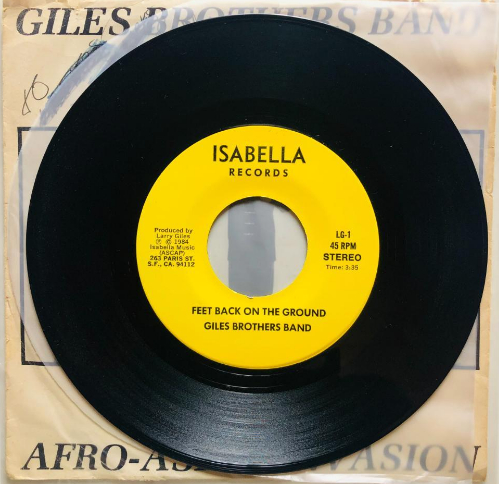 GILES BROTHERS BAND
ISABELLA
RECORDS
Produced by
Larry Giles
℗ © 1984
Isabella Music
(ASCAP)
263 PARIS ST.
S.F., CA. 94112
LG-1
45 RPM
STEREO
Time: 3:35
FEET BACK ON THE GROUND
GILES BROTHERS BAND
AFRO-AS VASION